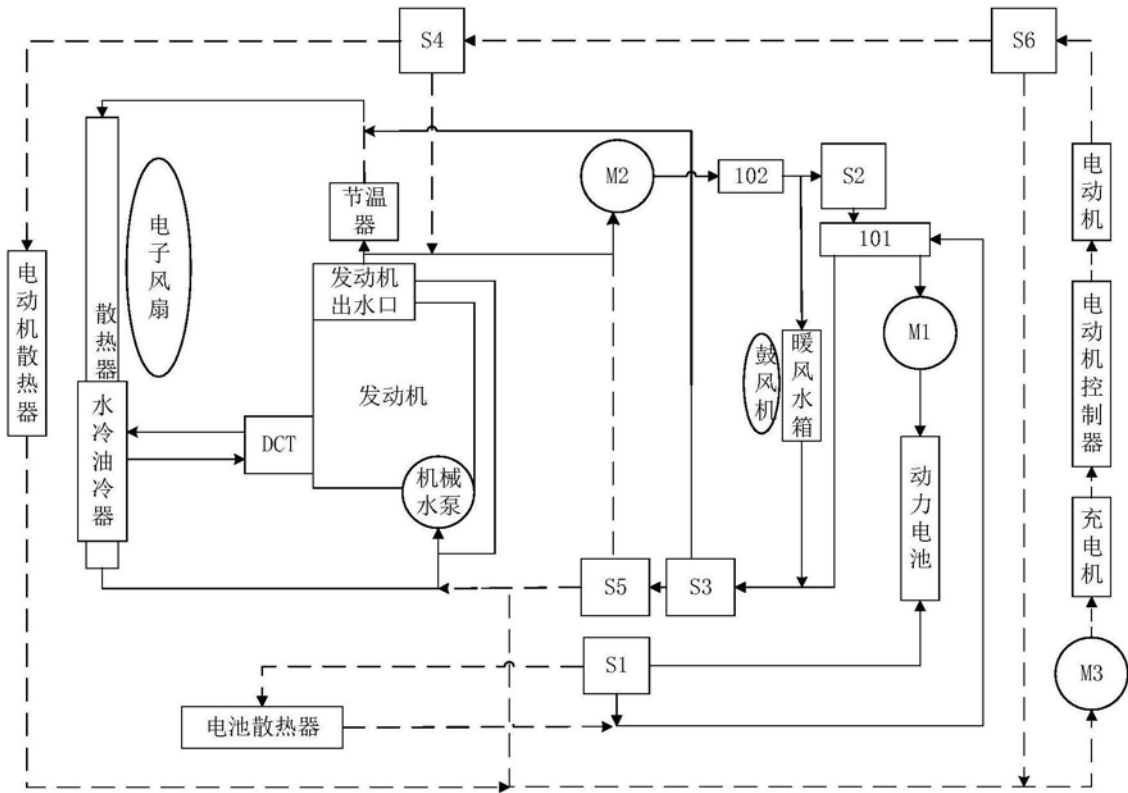 S4
S6
M2
102
S2
101
节温
器
电子风扇
电动机
发动机
出水口
电动机散热器
散热器
M1
电动机控制器
鼓风机
暖风水箱
发动机
水冷油冷器
DCT
机械
水泵
动力电池
充电机
S5
S3
S1
M3
电池散热器